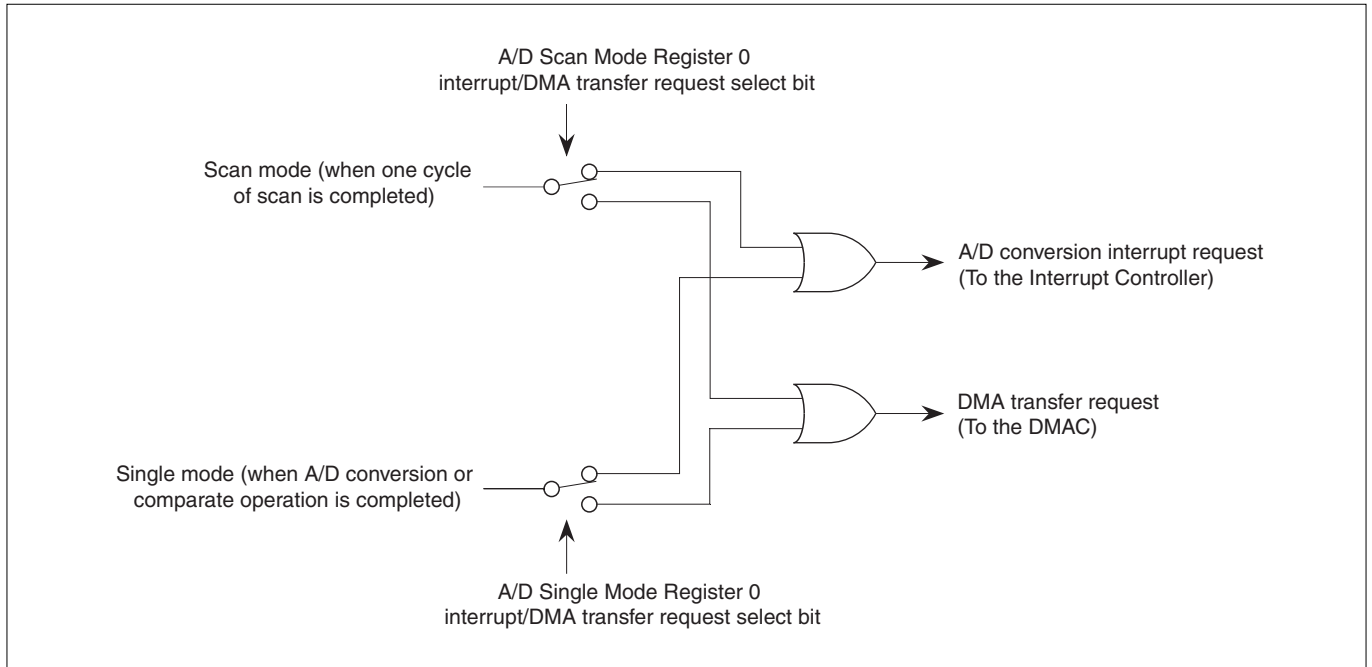 A/D Scan Mode Register 0
interrupt/DMA transfer request select bit
Scan mode (when one cycle
of scan is completed)
A/D conversion interrupt request
(To the Interrupt Controller)
DMA transfer request
(To the DMAC)
Single mode (when A/D conversion or
comparate operation is completed)
A/D Single Mode Register 0
interrupt/DMA transfer request select bit